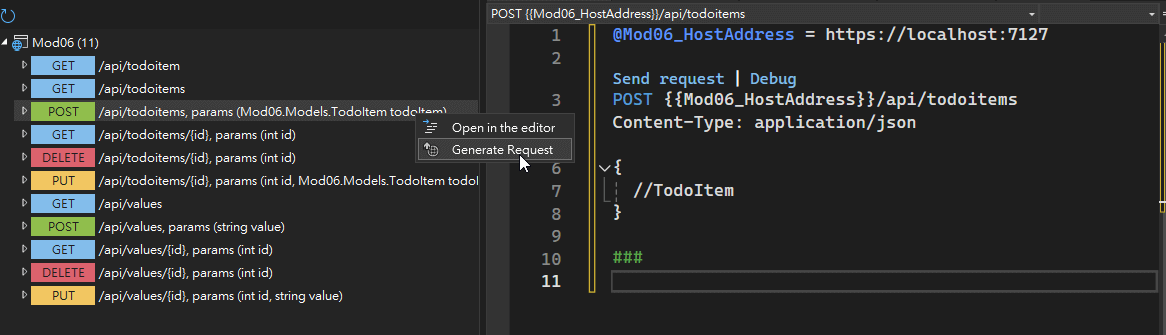 Mod06 (11)
GET /api/todoitem
GET /api/todoitems
POST /api/todoitems, params (Mod06.Models.TodoItem todoItem)
GET /api/todoitems/{id}, params (int id)
DELETE /api/todoitems/{id}, params (int id)
PUT /api/todoitems/{id}, params (int id, Mod06.Models.TodoItem todoI
GET /api/values
POST /api/values, params (string value)
GET /api/values/{id}, params (int id)
DELETE /api/values/{id}, params (int id)
PUT /api/values/{id}, params (int id, string value)
Open in the editor
Generate Request
POST {{Mod06_HostAddress}}/api/todoitems
1 @Mod06_HostAddress = https://localhost:7127
2
Send request | Debug
3 POST {{Mod06_HostAddress}}/api/todoitems
Content-Type: application/json
6 {
7 //TodoItem
8 }
9
10 ###
11